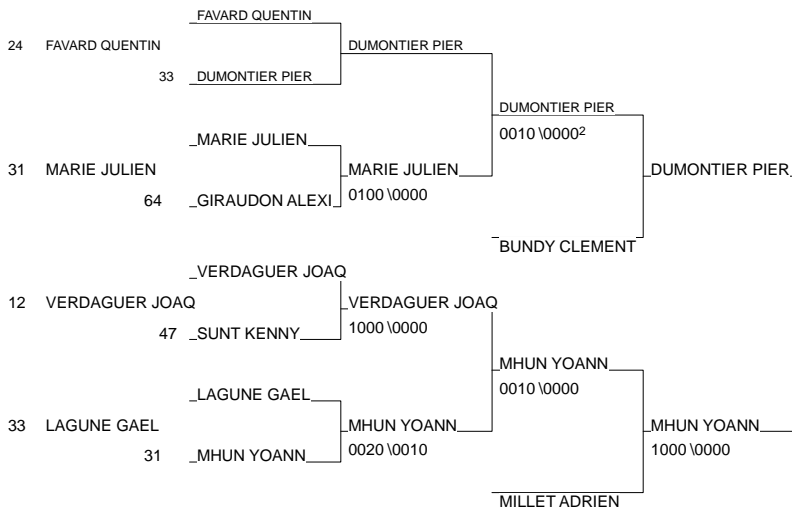 FAVARD QUENTIN
24 FAVARD QUENTIN DUMONTIER PIER
33 DUMONTIER PIER
DUMONTIER PIER
0010 \0000²
MARIE JULIEN
31 MARIE JULIEN MARIE JULIEN DUMONTIER PIER
0100 \0000
64 GIRAUDON ALEXI
BUNDY CLEMENT
VERDAGUER JOAQ
12 VERDAGUER JOAQ VERDAGUER JOAQ
1000 \0000
47 SUNT KENNY
MHUN YOANN
0010 \0000
LAGUNE GAEL
33 LAGUNE GAEL MHUN YOANN MHUN YOANN
0020 \0010 1000 \0000
31 MHUN YOANN
MILLET ADRIEN